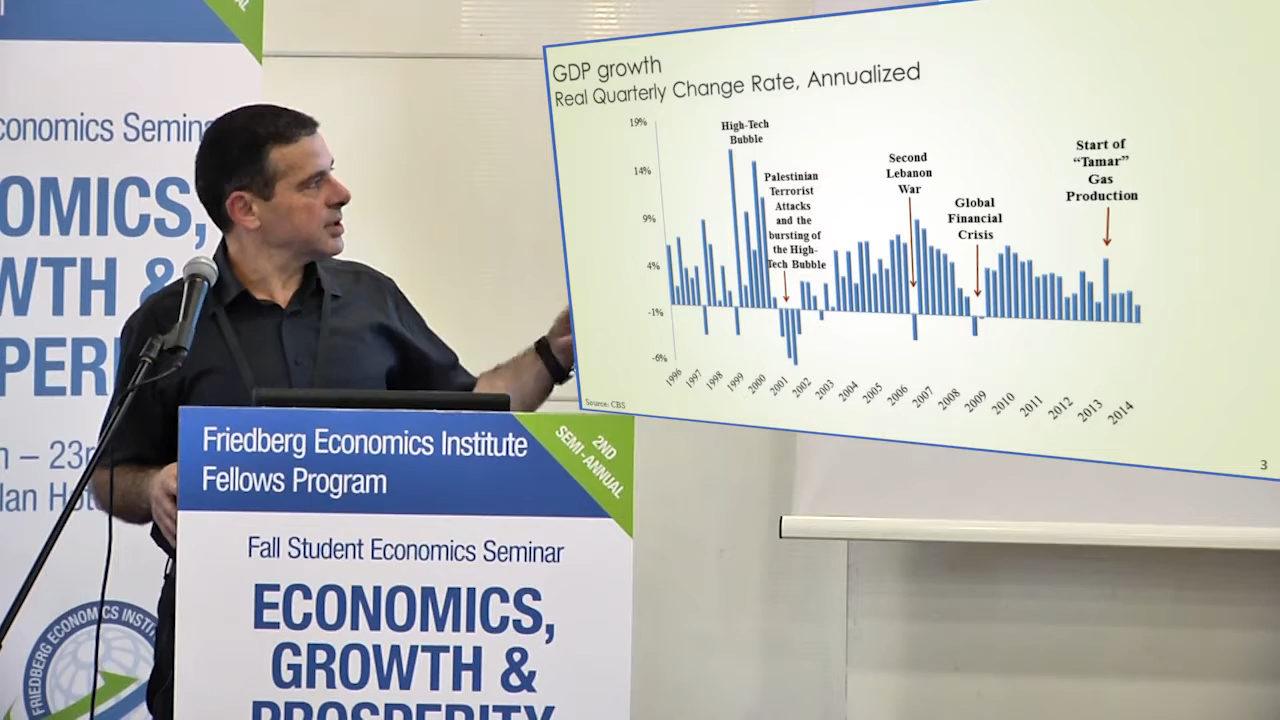 conomics Semina
OMICS,
WTH &
PERI
n – 23r
lan Hot
FRIEDBERG ECONOMICS INSTIT
Friedberg Economics Institute
Fellows Program
2ND
SEMI-ANNUAL
Fall Student Economics Seminar
ECONOMICS,
GROWTH &
PROSPERITY
GDP growth
Real Quarterly Change Rate, Annualized
19%
14%
9%
4%
-1%
-6%
High-Tech
Bubble
Palestinian
Terrorist
Attacks
and the
bursting of
the High-
Tech Bubble
Second
Lebanon
War
Global
Financial
Crisis
Start of
“Tamar”
Gas
Production
1996
1997
1998
1999
2000
2001
2002
2003
2004
2005
2006
2007
2008
2009
2010
2011
2012
2013
2014
Source: CBS
3